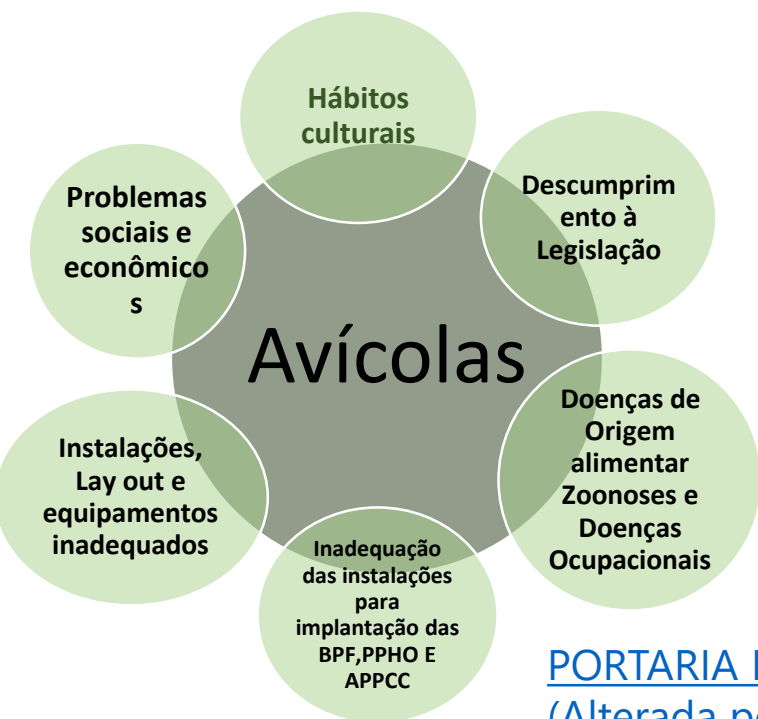 Hábitos
culturais
Descumprim
ento à
Legislação
Problemas
sociais e
econômico
s
Avícolas
Doenças de
Origem
alimentar
Zoonoses e
Doenças
Ocupacionais
Instalações,
Lay out e
equipamentos
inadequados
Inadequação
das instalações
para
implantação das
BPF,PPHO E
APPCC
PORTARIA
(Alterada